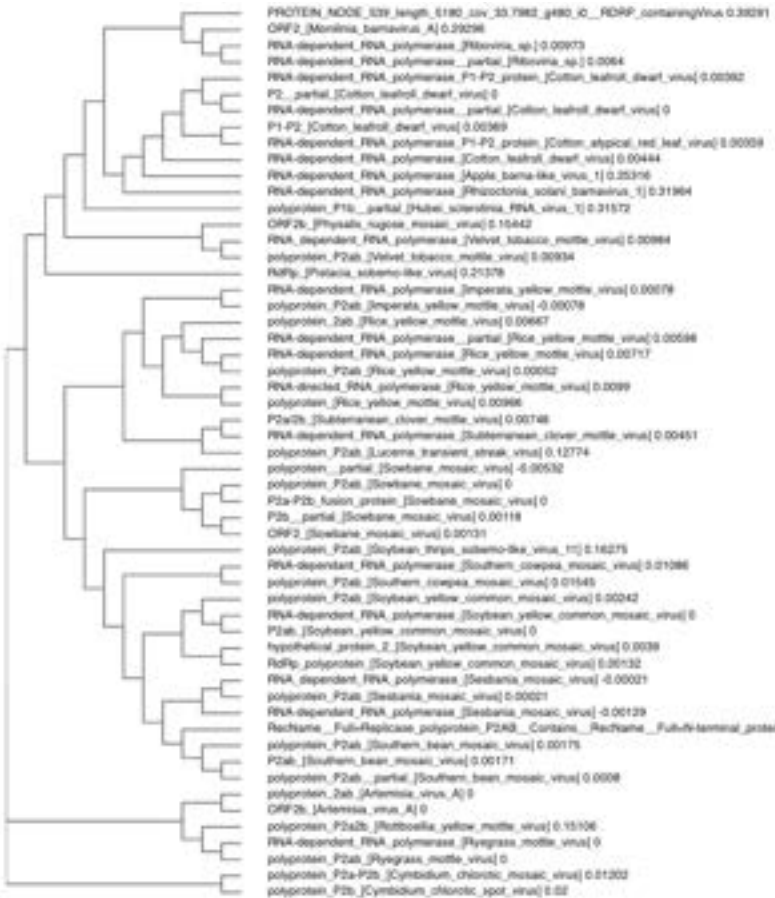 PROTEIN_NODE_539_length_5180_cov_33.7982_g480_i0__RDRP_containingVirus 0.39291
ORF2_[Monilinia_barnavirus_A] 0.29296
RNA-dependent_RNA_polymerase_[Riboviria_sp.] 0.00973
RNA-dependent_RNA_polymerase__partial_[Riboviria_sp.] 0.0064
RNA-dependent_RNA_polymerase_P1-P2_protein_[Cotton_leafroll_dwarf_virus] 0.00392
P2__partial_[Cotton_leafroll_dwarf_virus] 0
RNA-dependent_RNA_polymerase__partial_[Cotton_leafroll_dwarf_virus] 0
P1-P2_[Cotton_leafroll_dwarf_virus] 0.00369
RNA-dependent_RNA_polymerase_P1-P2_protein_[Cotton_atypical_red_leaf_virus] 0.00359
RNA-dependent_RNA_polymerase_[Cotton_leafroll_dwarf_virus] 0.00444
RNA-dependent_RNA_polymerase_[Apple_barna-like_virus_1] 0.25316
RNA-dependent_RNA_polymerase_[Rhizoctonia_solani_barnavirus_1] 0.31964
polyprotein_P1b__partial_[Hubei_sclerotinia_RNA_virus_1] 0.31572
ORF2b_[Physalis_rugose_mosaic_virus] 0.15442
RNA_dependent_RNA_polymerase_[Velvet_tobacco_mottle_virus] 0.00984
polyprotein_P2ab_[Velvet_tobacco_mottle_virus] 0.00934
RdRp_[Pistacia_sobemo-like_virus] 0.21378
RNA-dependent_RNA_polymerase_[Imperata_yellow_mottle_virus] 0.00078
polyprotein_P2ab_[Imperata_yellow_mottle_virus] -0.00078
polyprotein_2ab_[Rice_yellow_mottle_virus] 0.00667
RNA-dependent_RNA_polymerase__partial_[Rice_yellow_mottle_virus] 0.00596
RNA-dependent_RNA_polymerase_[Rice_yellow_mottle_virus] 0.00717
polyprotein_P2ab_[Rice_yellow_mottle_virus] 0.00052
RNA-directed_RNA_polymerase_[Rice_yellow_mottle_virus] 0.0099
polyprotein_[Rice_yellow_mottle_virus] 0.00966
P2a/2b_[Subterranean_clover_mottle_virus] 0.00746
RNA-dependent_RNA_polymerase_[Subterranean_clover_mottle_virus] 0.00451
polyprotein_P2ab_[Lucerne_transient_streak_virus] 0.12774
polyprotein__partial_[Sowbane_mosaic_virus] -0.00532
polyprotein_P2ab_[Sowbane_mosaic_virus] 0
P2a-P2b_fusion_protein_[Sowbane_mosaic_virus] 0
P2b__partial_[Sowbane_mosaic_virus] 0.00118
ORF2_[Sowbane_mosaic_virus] 0.00131
polyprotein_P2ab_[Soybean_thrips_sobemo-like_virus_11] 0.16275
RNA-dependent_RNA_polymerase_[Southern_cowpea_mosaic_virus] 0.01086
polyprotein_P2ab_[Southern_cowpea_mosaic_virus] 0.01545
polyprotein_P2ab_[Soybean_yellow_common_mosaic_virus] 0.00242
RNA-dependent_RNA_polymerase_[Soybean_yellow_common_mosaic_virus] 0
P2ab_[Soybean_yellow_common_mosaic_virus] 0
hypothetical_protein_2_[Soybean_yellow_common_mosaic_virus] 0.0039
RdRp_polyprotein_[Soybean_yellow_common_mosaic_virus] 0.00132
RNA_dependent_RNA_polymerase_[Sesbania_mosaic_virus] -0.00021
polyprotein_P2ab_[Sesbania_mosaic_virus] 0.00021
RNA-dependent_RNA_polymerase_[Sesbania_mosaic_virus] -0.00129
RecName__Full=Replicase_polyprotein_P2AB__Contains__RecName__Full=N-terminal_protei
polyprotein_P2ab_[Southern_bean_mosaic_virus] 0.00175
P2ab_[Southern_bean_mosaic_virus] 0.00171
polyprotein_P2ab__partial_[Southern_bean_mosaic_virus] 0.0008
polyprotein_2ab_[Artemisia_virus_A] 0
ORF2b_[Artemisia_virus_A] 0
polyprotein_P2a2b_[Rottboellia_yellow_mottle_virus] 0.15106
RNA-dependent_RNA_polymerase_[Ryegrass_mottle_virus] 0
polyprotein_P2ab_[Ryegrass_mottle_virus] 0
polyprotein_P2a-P2b_[Cymbidium_chlorotic_mosaic_virus] 0.01202
polyprotein_P2b_[Cymbidium_chlorotic_spot_virus] 0.02